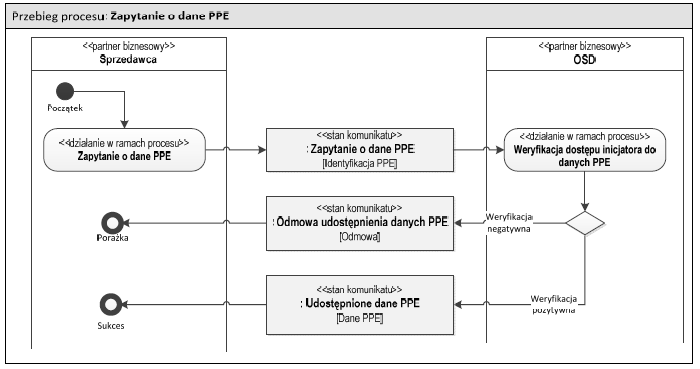 Przebieg procesu: Zapytanie o dane PPE
<<partner biznesowy>>
Sprzedawca
<<partner biznesowy>>
OSD
Początek
<<działanie w ramach procesu>>
Zapytanie o dane PPE
<<stan komunikatu>>
: Zapytanie o dane PPE
[Identyfikacja PPE]
<<działanie w ramach procesu>>
Weryfikacja dostępu inicjatora do
danych PPE
<<stan komunikatu>>
: Odmowa udostępnienia danych PPE
[Odmowa]
Weryfikacja
negatywna
Porażka
<<stan komunikatu>>
: Udostępnione dane PPE
[Dane PPE]
Weryfikacja
pozytywna
Sukces